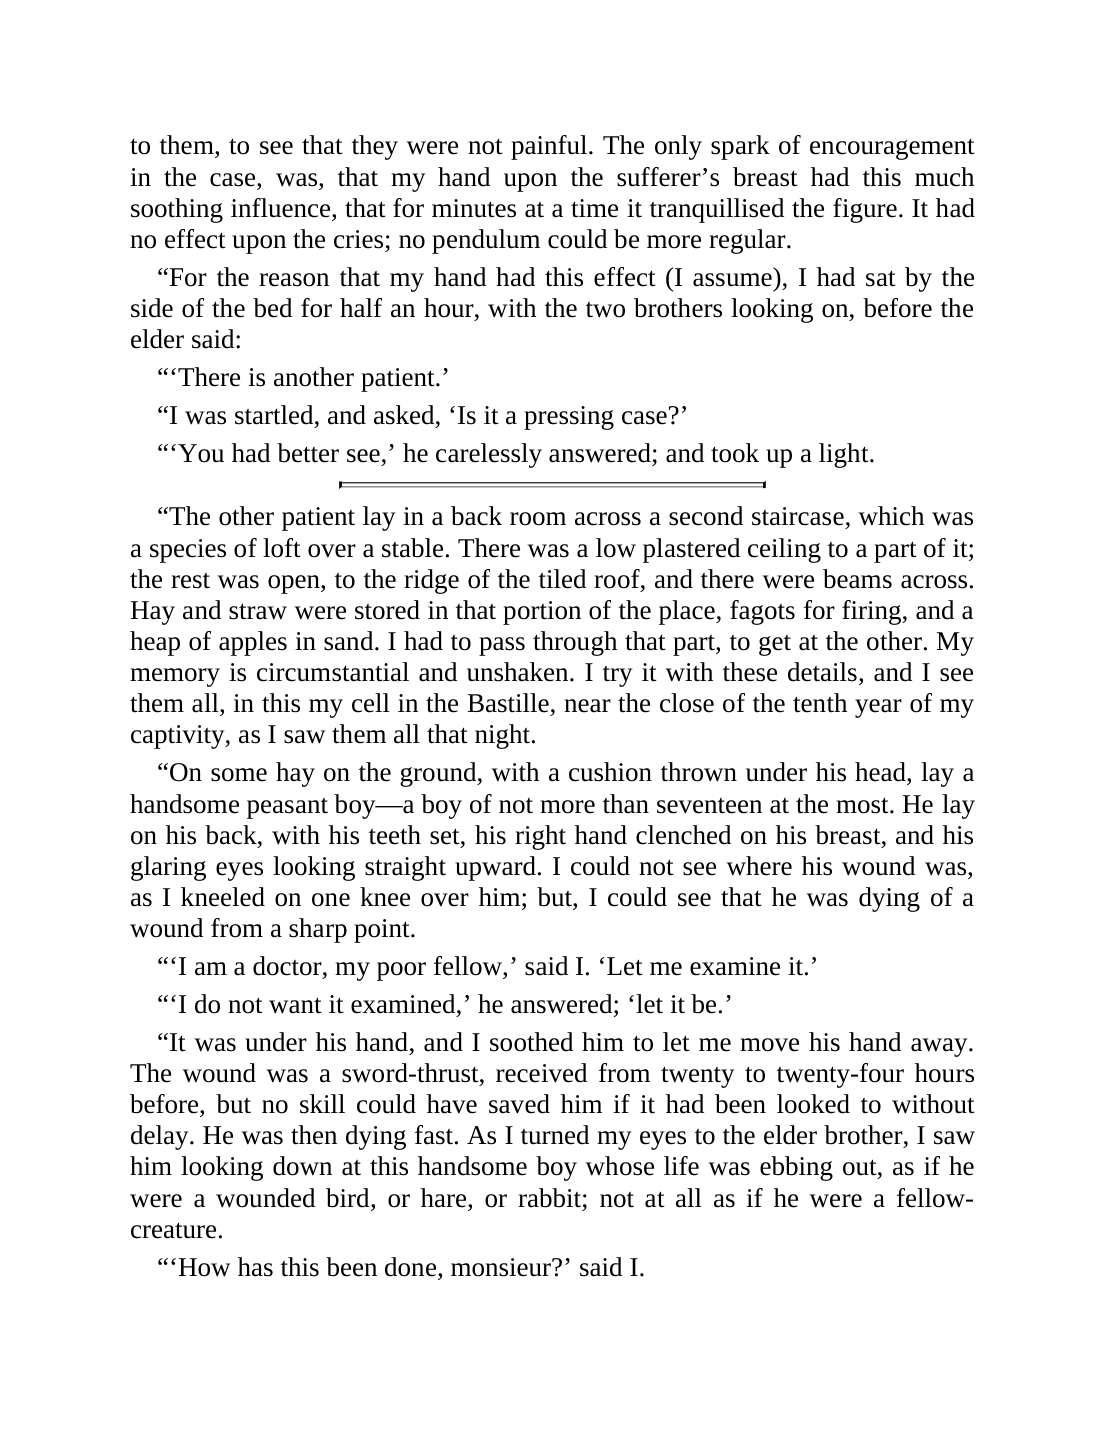 to them, to see that they were not painful. The only spark of encouragement
in the case, was, that my hand upon the sufferer’s breast had this much
soothing influence, that for minutes at a time it tranquillised the figure. It had
no effect upon the cries; no pendulum could be more regular.
“For the reason that my hand had this effect (I assume), I had sat by the
side of the bed for half an hour, with the two brothers looking on, before the
elder said:
“‘There is another patient.’
“I was startled, and asked, ‘Is it a pressing case?’
“‘You had better see,’ he carelessly answered; and took up a light.
“The other patient lay in a back room across a second staircase, which was
a species of loft over a stable. There was a low plastered ceiling to a part of it;
the rest was open, to the ridge of the tiled roof, and there were beams across.
Hay and straw were stored in that portion of the place, fagots for firing, and a
heap of apples in sand. I had to pass through that part, to get at the other. My
memory is circumstantial and unshaken. I try it with these details, and I see
them all, in this my cell in the Bastille, near the close of the tenth year of my
captivity, as I saw them all that night.
“On some hay on the ground, with a cushion thrown under his head, lay a
handsome peasant boy—a boy of not more than seventeen at the most. He lay
on his back, with his teeth set, his right hand clenched on his breast, and his
glaring eyes looking straight upward. I could not see where his wound was,
as I kneeled on one knee over him; but, I could see that he was dying of a
wound from a sharp point.
“‘I am a doctor, my poor fellow,’ said I. ‘Let me examine it.’
“‘I do not want it examined,’ he answered; ‘let it be.’
“It was under his hand, and I soothed him to let me move his hand away.
The wound was a sword-thrust, received from twenty to twenty-four hours
before, but no skill could have saved him if it had been looked to without
delay. He was then dying fast. As I turned my eyes to the elder brother, I saw
him looking down at this handsome boy whose life was ebbing out, as if he
were a wounded bird, or hare, or rabbit; not at all as if he were a fellow-
creature.
“‘How has this been done, monsieur?’ said I.